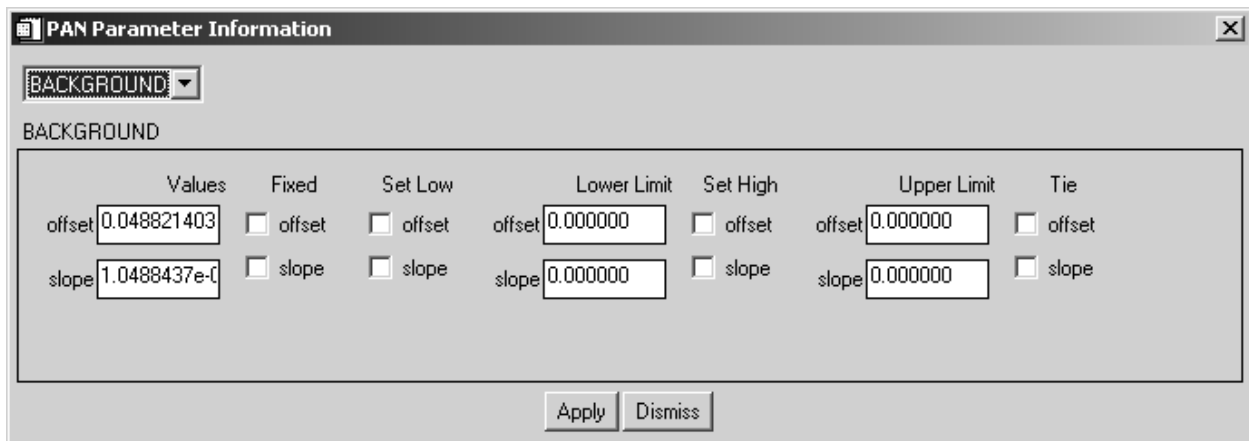 PAN Parameter Information
BACKGROUND
BACKGROUND
Values Fixed Set Low Lower Limit Set High Upper Limit Tie
offset 0.048821403 offset offset offset 0.000000 offset offset 0.000000 offset
slope 1.0488437e-0 slope slope slope 0.000000 slope slope 0.000000 slope
Apply Dismiss